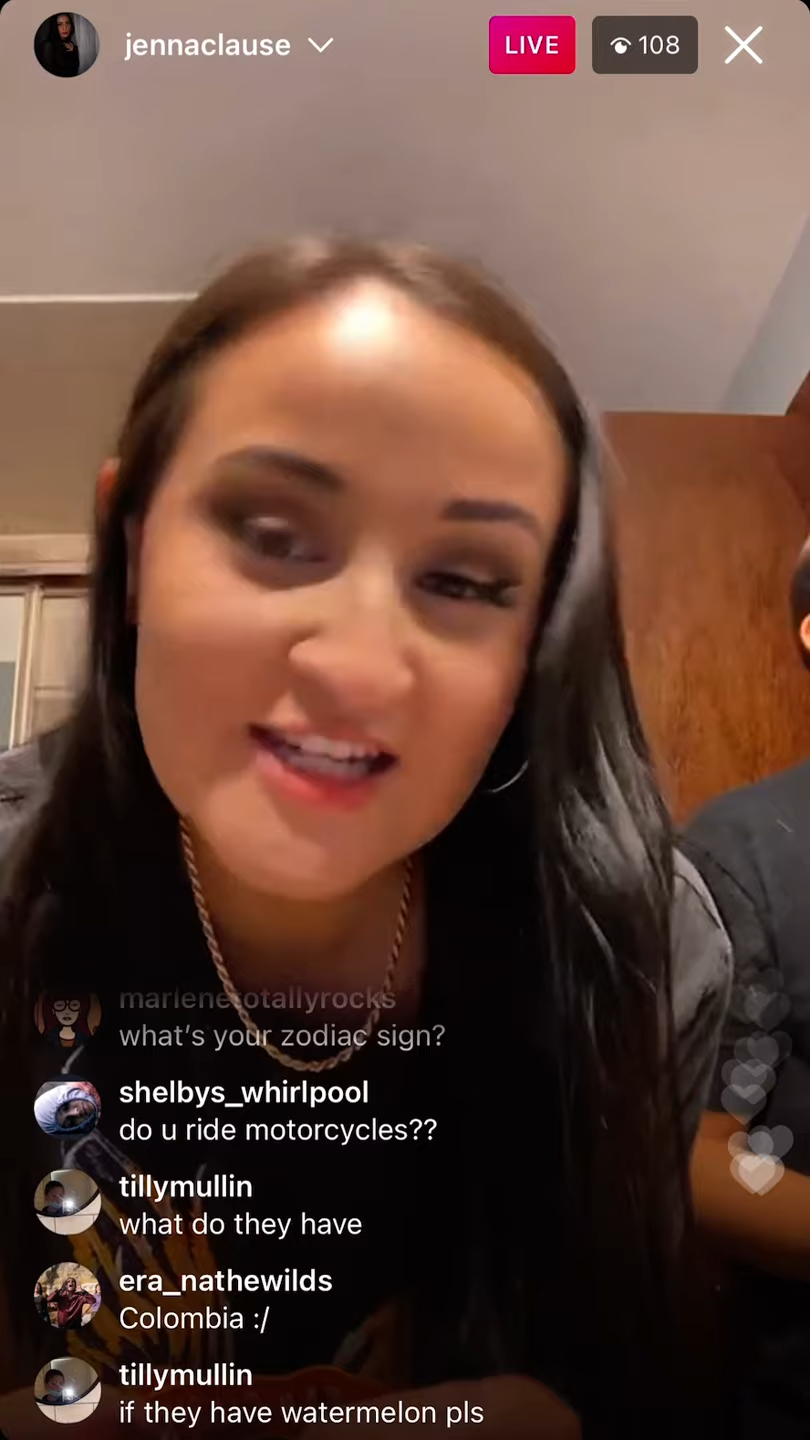 jennaclause
LIVE
108
marlenetotallyrocks
what's your zodiac sign?
shelbys_whirlpool
do u ride motorcycles??
tillymullin
what do they have
era_nathewilds
Colombia :/
tillymullin
if they have watermelon pls